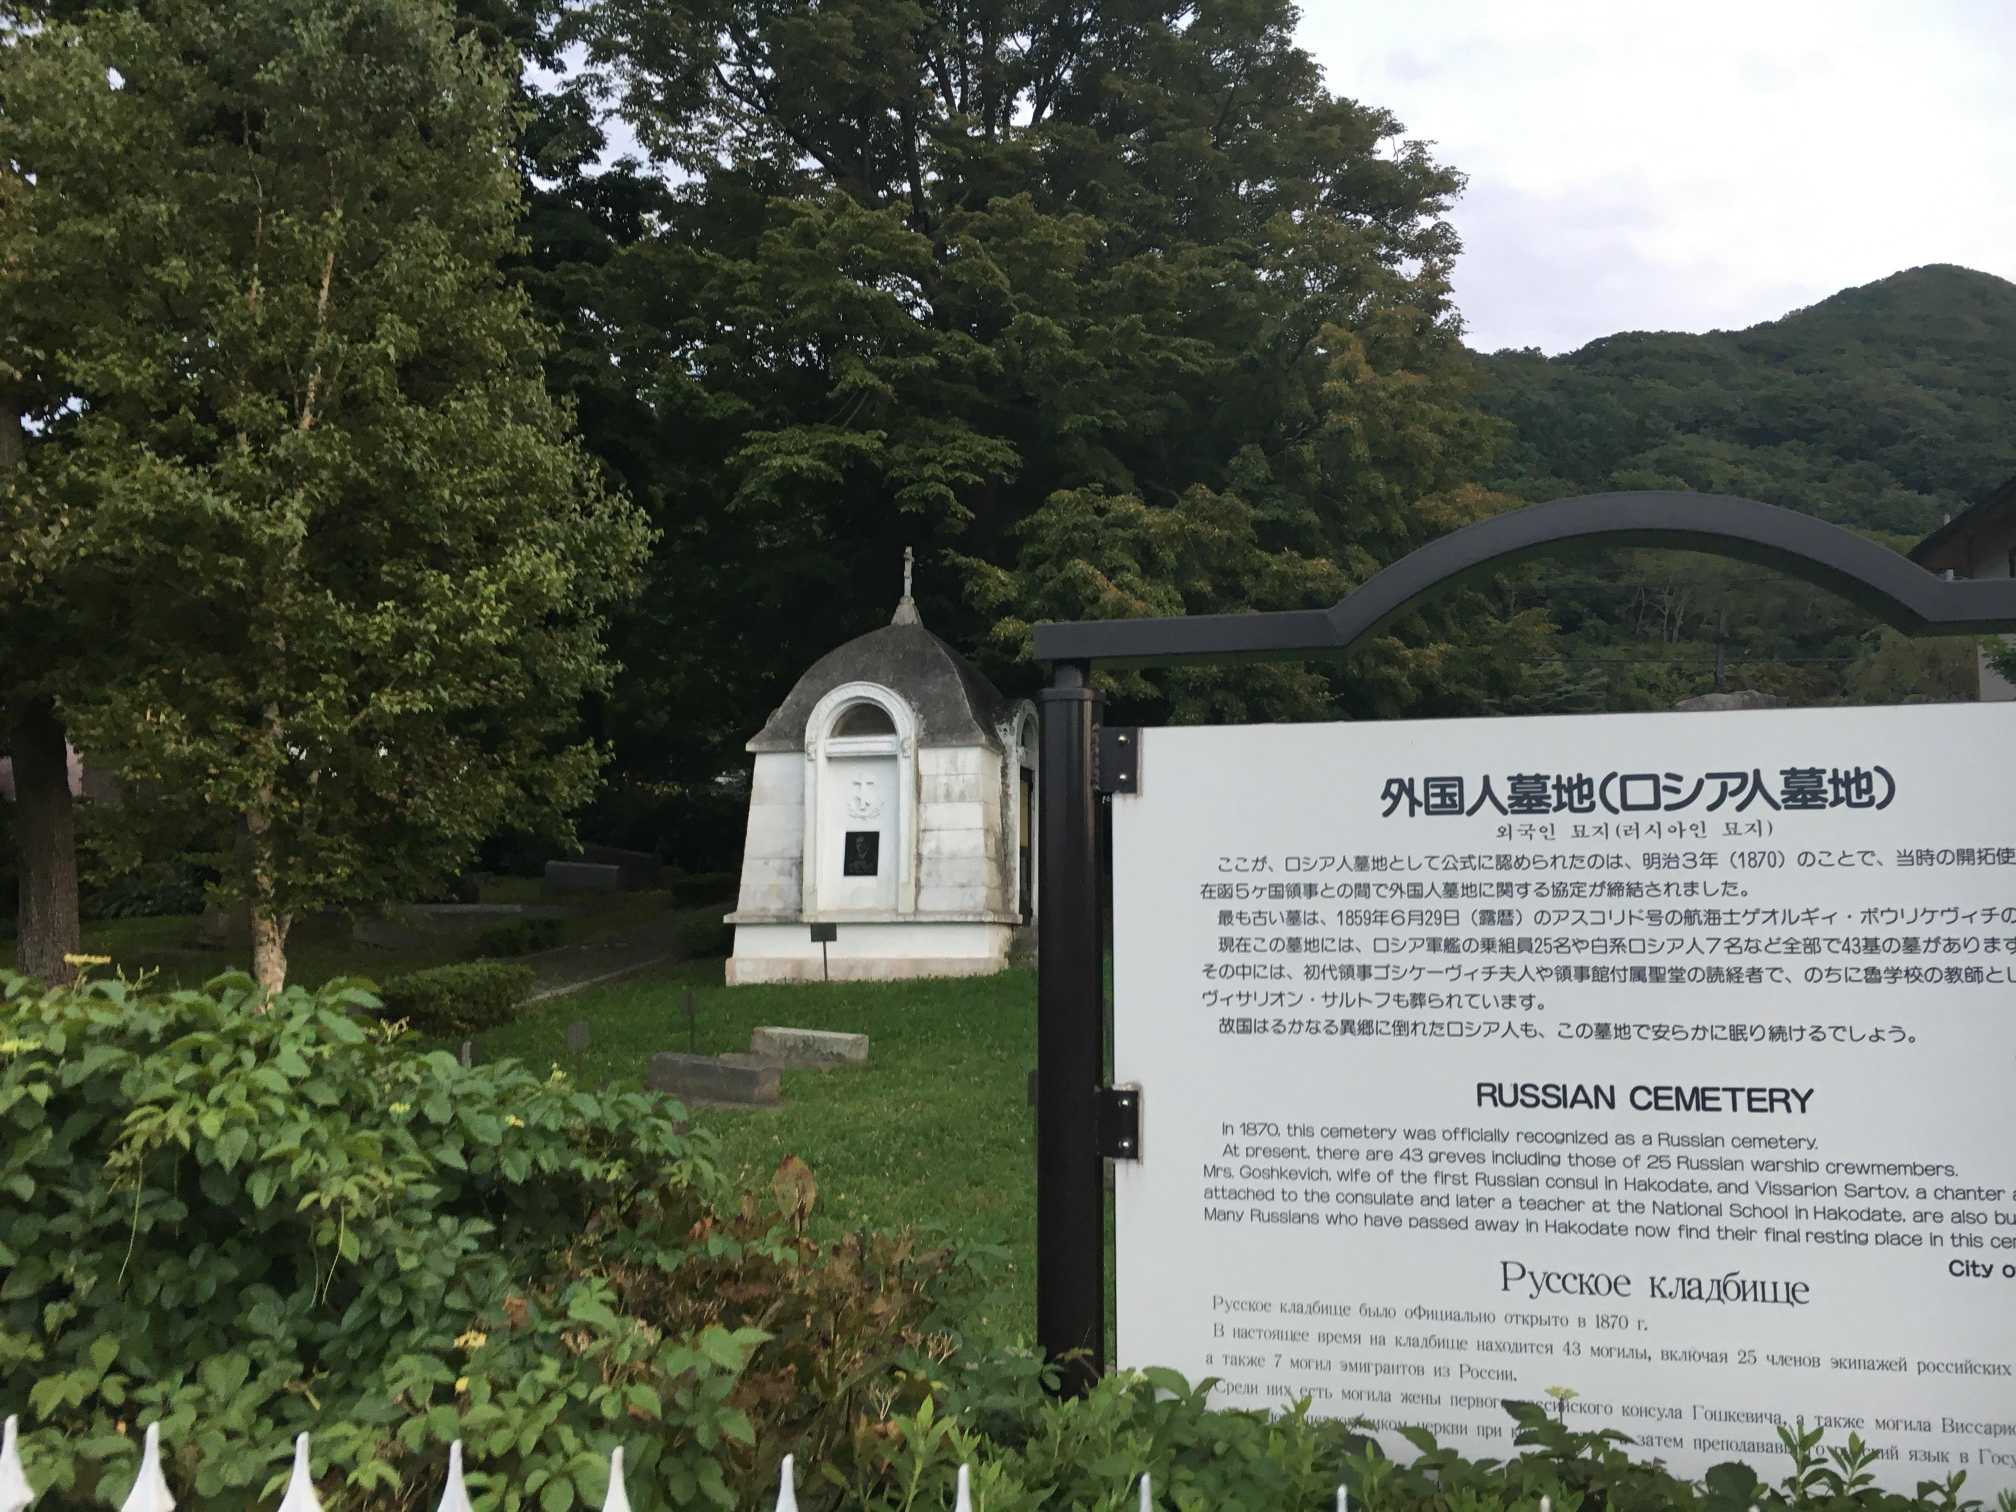 外国人墓地(ロシア人墓地)
외국인 묘지(러시아인 묘지)
ここが、ロシア人墓地として公式に認められたのは、明治3年(1870)のことで、当時の開拓使
在函5ヶ国領事との間で外国人墓地に関する協定が締結されました。
最も古い墓は、1859年6月29日(露暦)のアスコリド号の航海士ゲオルギィ・ポウリケヴィチの
現在この墓地には、ロシア軍艦の乗組員25名や白系ロシア人7名など全部で43基の墓があります
その中には、初代領事ゴシケーヴィチ夫人や領事館付属聖堂の読経者で、のちに魯学校の教師とし
ヴィサリオン・サルトフも葬られています。
故国はるかなる異郷に倒れたロシア人も、この墓地で安らかに眠り続けるでしょう。
RUSSIAN CEMETERY
In 1870, this cemetery was officially recognized as a Russian cemetery.
At present, there are 43 greves including those of 25 Russian warship crewmembers.
Mrs. Goshkevich, wife of the first Russian consul in Hakodate, and Vissarion Sartov, a chanter
attached to the consulate and later a teacher at the National School in Hakodate, are also bu
Many Russians who have passed away in Hakodate now find their final resting place in this cem
City o
Русское кладбище
Русское кладбище было официально открыто в 1870 г.
В настоящее время на кладбище находится 43 могилы, включая 25 членов экипажей российских
а также 7 могил эмигрантов из России.
Среди них есть могила жены первого российского консула Гошкевича, а также могила Виссарио
церкви при а затем преподавав язык в Госу